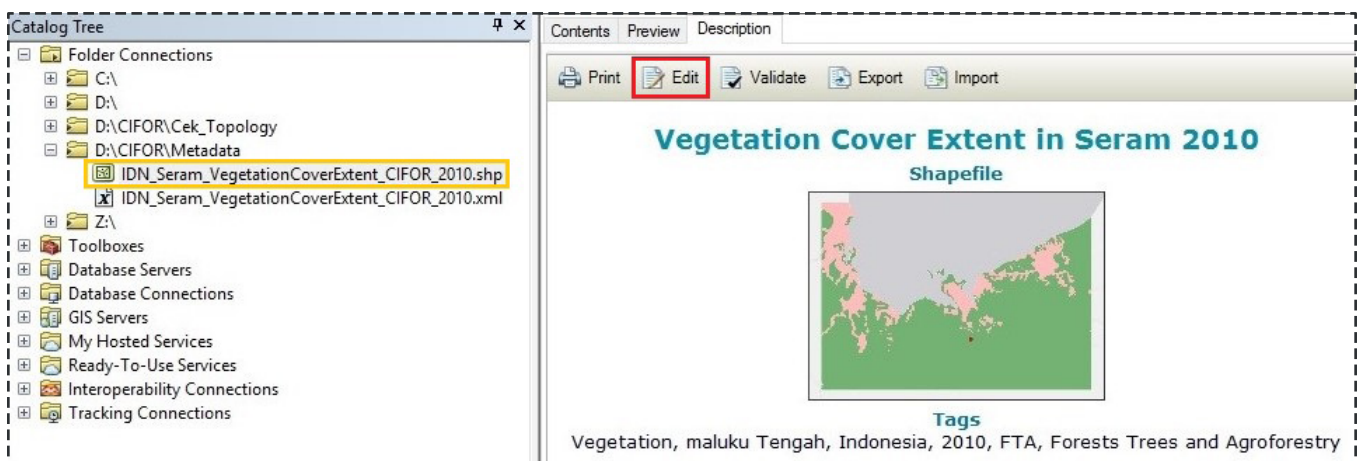 Catalog Tree
Folder Connections
C:\
D:\
D:\CIFOR\Cek_Topology
D:\CIFOR\Metadata
IDN_Seram_VegetationCoverExtent_CIFOR_2010.shp
IDN_Seram_VegetationCoverExtent_CIFOR_2010.xml
Z:\
Toolboxes
Database Servers
Database Connections
GIS Servers
My Hosted Services
Ready-To-Use Services
Interoperability Connections
Tracking Connections
Contents Preview Description
Print Edit Validate Export Import
Vegetation Cover Extent in Seram 2010
Shapefile
Tags
Vegetation, maluku Tengah, Indonesia, 2010, FTA, Forests Trees and Agroforestry